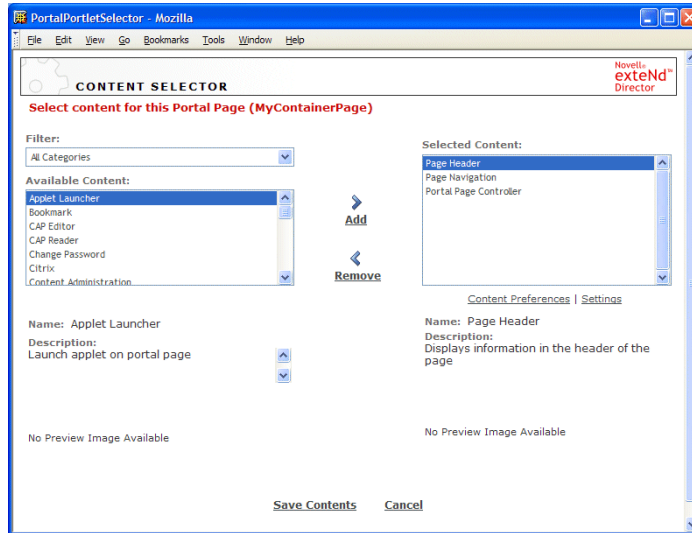 PortalPortletSelector - Mozilla
File Edit View Go Bookmarks Tools Window Help
CONTENT SELECTOR
Novell®
exteNd™
Director
Select content for this Portal Page (MyContainerPage)
Filter:
All Categories
Available Content:
Applet Launcher
Bookmark
CAP Editor
CAP Reader
Change Password
Citrix
Content Administration
Add
Remove
Selected Content:
Page Header
Page Navigation
Portal Page Controller
Content Preferences | Settings
Name: Applet Launcher
Description:
Launch applet on portal page
No Preview Image Available
Name: Page Header
Description:
Displays information in the header of the
page
No Preview Image Available
Save Contents Cancel